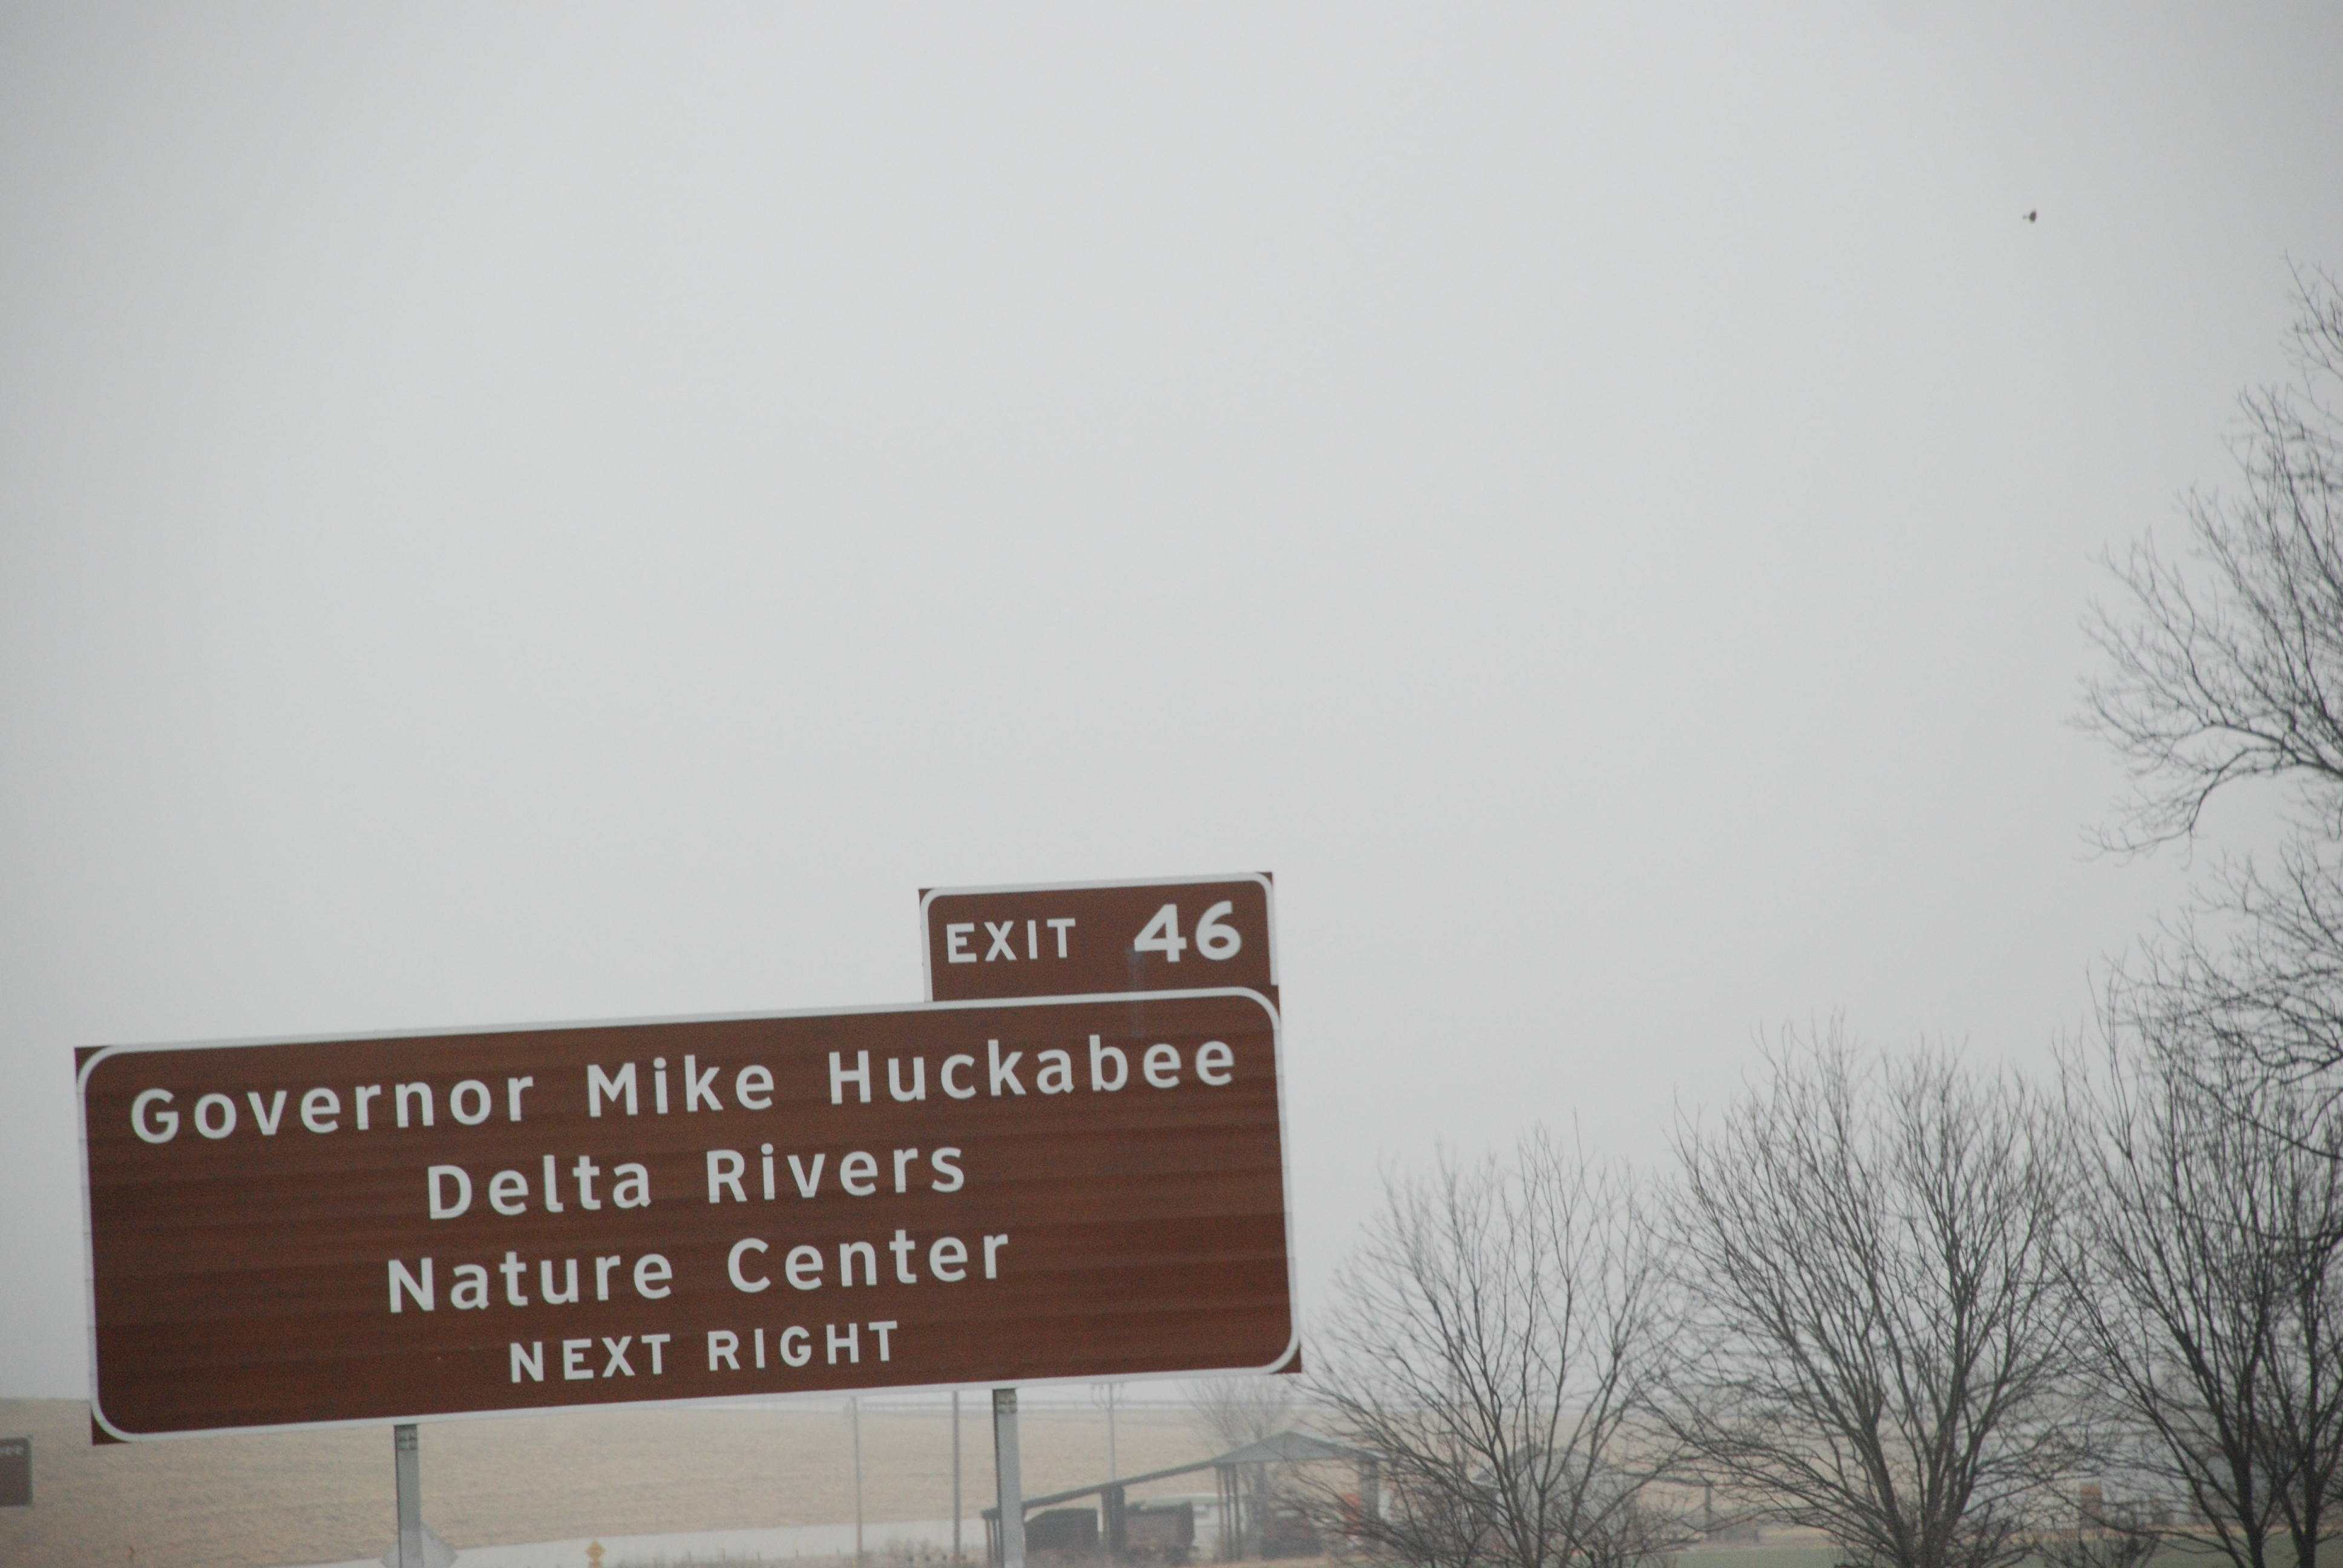 EXIT 46
Governor Mike Huckabee
Delta Rivers
Nature Center
NEXT RIGHT